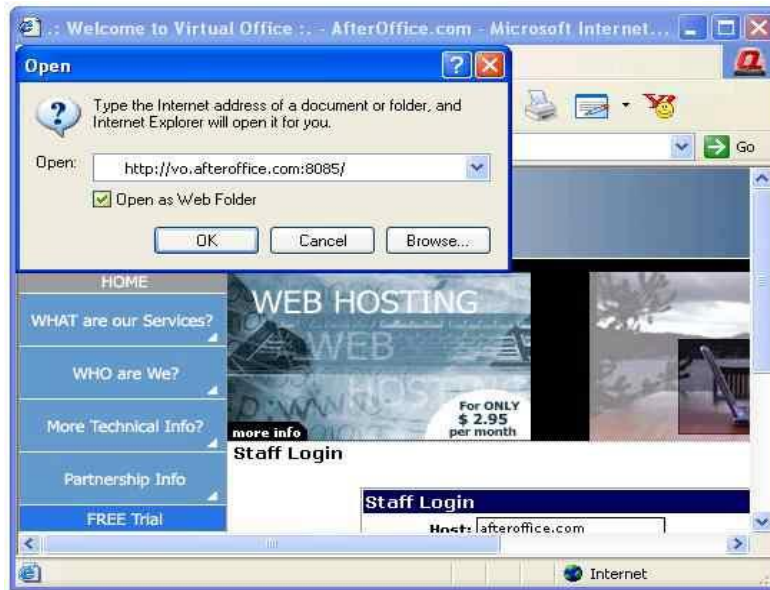 .: Welcome to Virtual Office :. - AfterOffice.com - Microsoft Internet...
Open
Type the Internet address of a document or folder, and
Internet Explorer will open it for you.
Open:
http://vo.afteroffice.com:8085/
Open as Web Folder
OK
Cancel
Browse...
Go
HOME
WHAT are our Services?
WHO are We?
More Technical Info?
Partnership Info
FREE Trial
WEB HOSTING
WEB
HOST
For ONLY
$ 2.95
per month
more info
Staff Login
Staff Login
Host: afteroffice.com
Internet